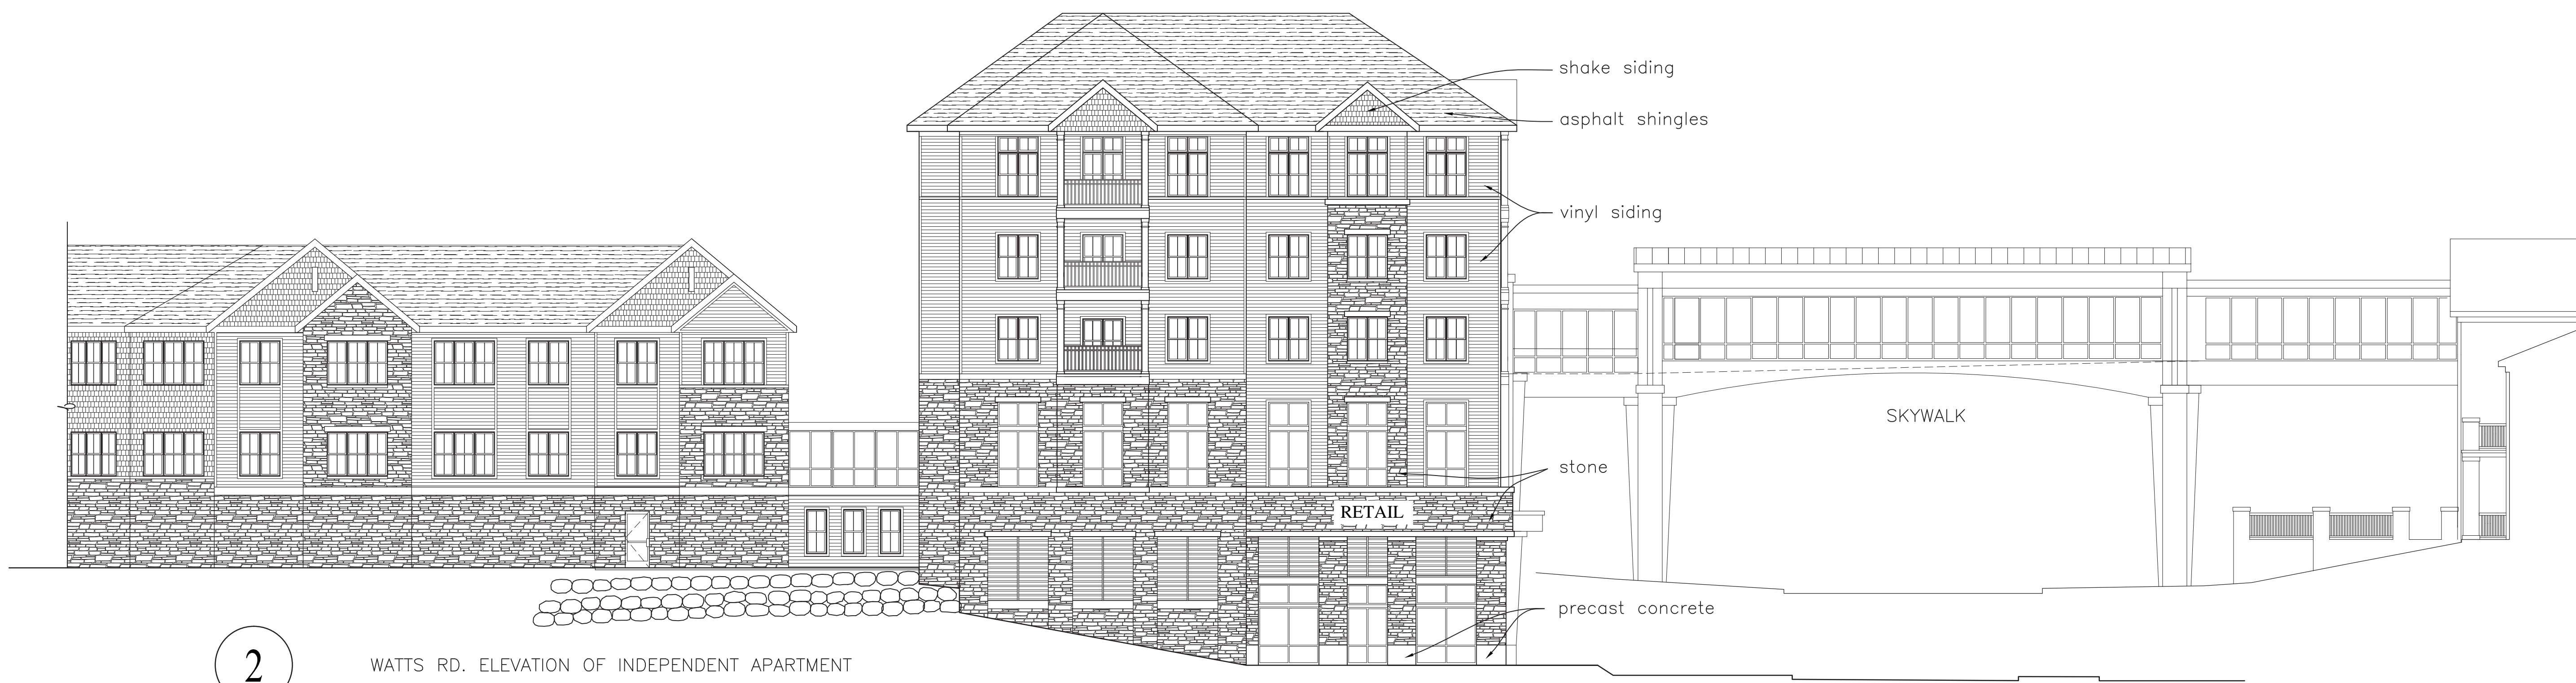 shake siding
asphalt shingles
vinyl siding
SKYWALK
stone
RETAIL
precast concrete
2
WATTS RD. ELEVATION OF INDEPENDENT APARTMENT